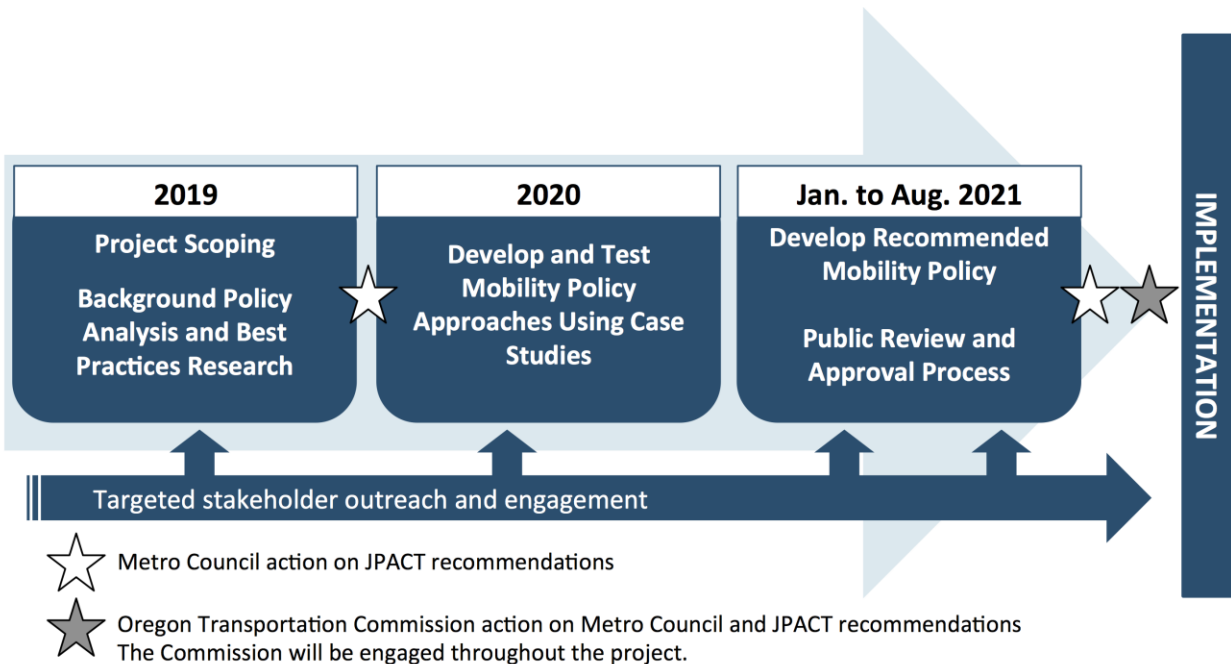 2019
Project Scoping
Background Policy
Analysis and Best
Practices Research
2020
Develop and Test
Mobility Policy
Approaches Using Case
Studies
Jan. to Aug. 2021
Develop Recommended
Mobility Policy
Public Review and
Approval Process
IMPLEMENTATION
Targeted stakeholder outreach and engagement
Metro Council action on JPACT recommendations
Oregon Transportation Commission action on Metro Council and JPACT recommendations
The Commission will be engaged throughout the project.